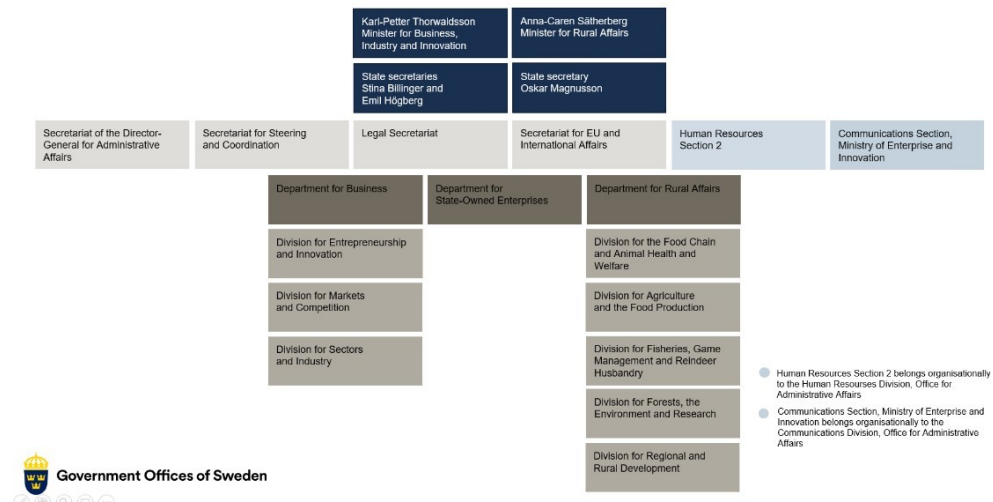 Karl-Petter Thorwaldsson
Minister for Business,
Industry and Innovation
Anna-Caren Sätherberg
Minister for Rural Affairs
State secretaries
Stina Billinger and
Emil Högberg
State secretary
Oskar Magnusson
Secretariat of the Director-
General for Administrative
Affairs
Secretariat for Steering
and Coordination
Legal Secretariat
Secretariat for EU and
International Affairs
Human Resources
Section 2
Communications Section,
Ministry of Enterprise and
Innovation
Department for Business
Department for
State-Owned Enterprises
Department for Rural Affairs
Division for Entrepreneurship
and Innovation
Division for Markets
and Competition
Division for Sectors
and Industry
Division for the Food Chain
and Animal Health and
Welfare
Division for Agriculture
and the Food Production
Division for Fisheries, Game
Management and Reindeer
Husbandry
Division for Forests, the
Environment and Research
Division for Regional and
Rural Development
Human Resources Section 2 belongs organisationally
to the Human Resourses Division, Office for
Administrative Affairs
Communications Section, Ministry of Enterprise and
Innovation belongs organisationally to the
Communications Division, Office for Administrative
Affairs
Government Offices of Sweden